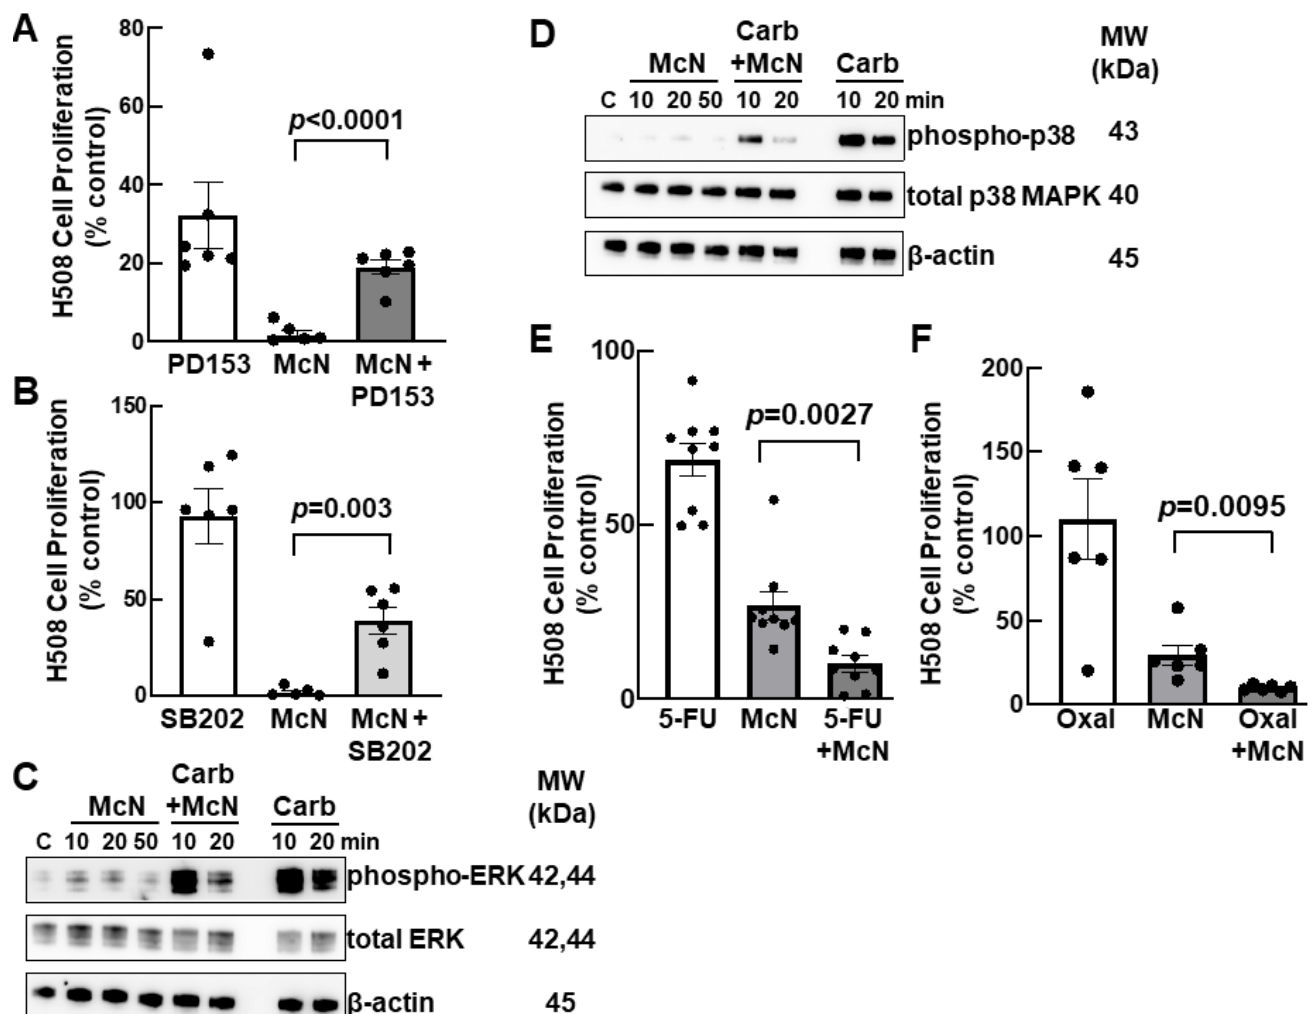 A
H508 Cell Proliferation
(% control)
80
60
40
20
0
p<0.0001
PD153 McN McN +
PD153
B
H508 Cell Proliferation
(% control)
150
100
50
0
p=0.003
SB202 McN McN +
SB202
C
McN
Carb
+McN
Carb
MW
(kDa)
C 10 20 50 10 20 10 20 min
phospho-ERK 42,44
total ERK 42,44
β-actin 45
D
McN
Carb
+McN
Carb
MW
(kDa)
C 10 20 50 10 20 10 20 min
phospho-p38 43
total p38 MAPK 40
β-actin 45
E
H508 Cell Proliferation
(% control)
100
50
0
p=0.0027
5-FU McN 5-FU
+McN
F
H508 Cell Proliferation
(% control)
200
150
100
50
0
p=0.0095
Oxal McN Oxal
+McN